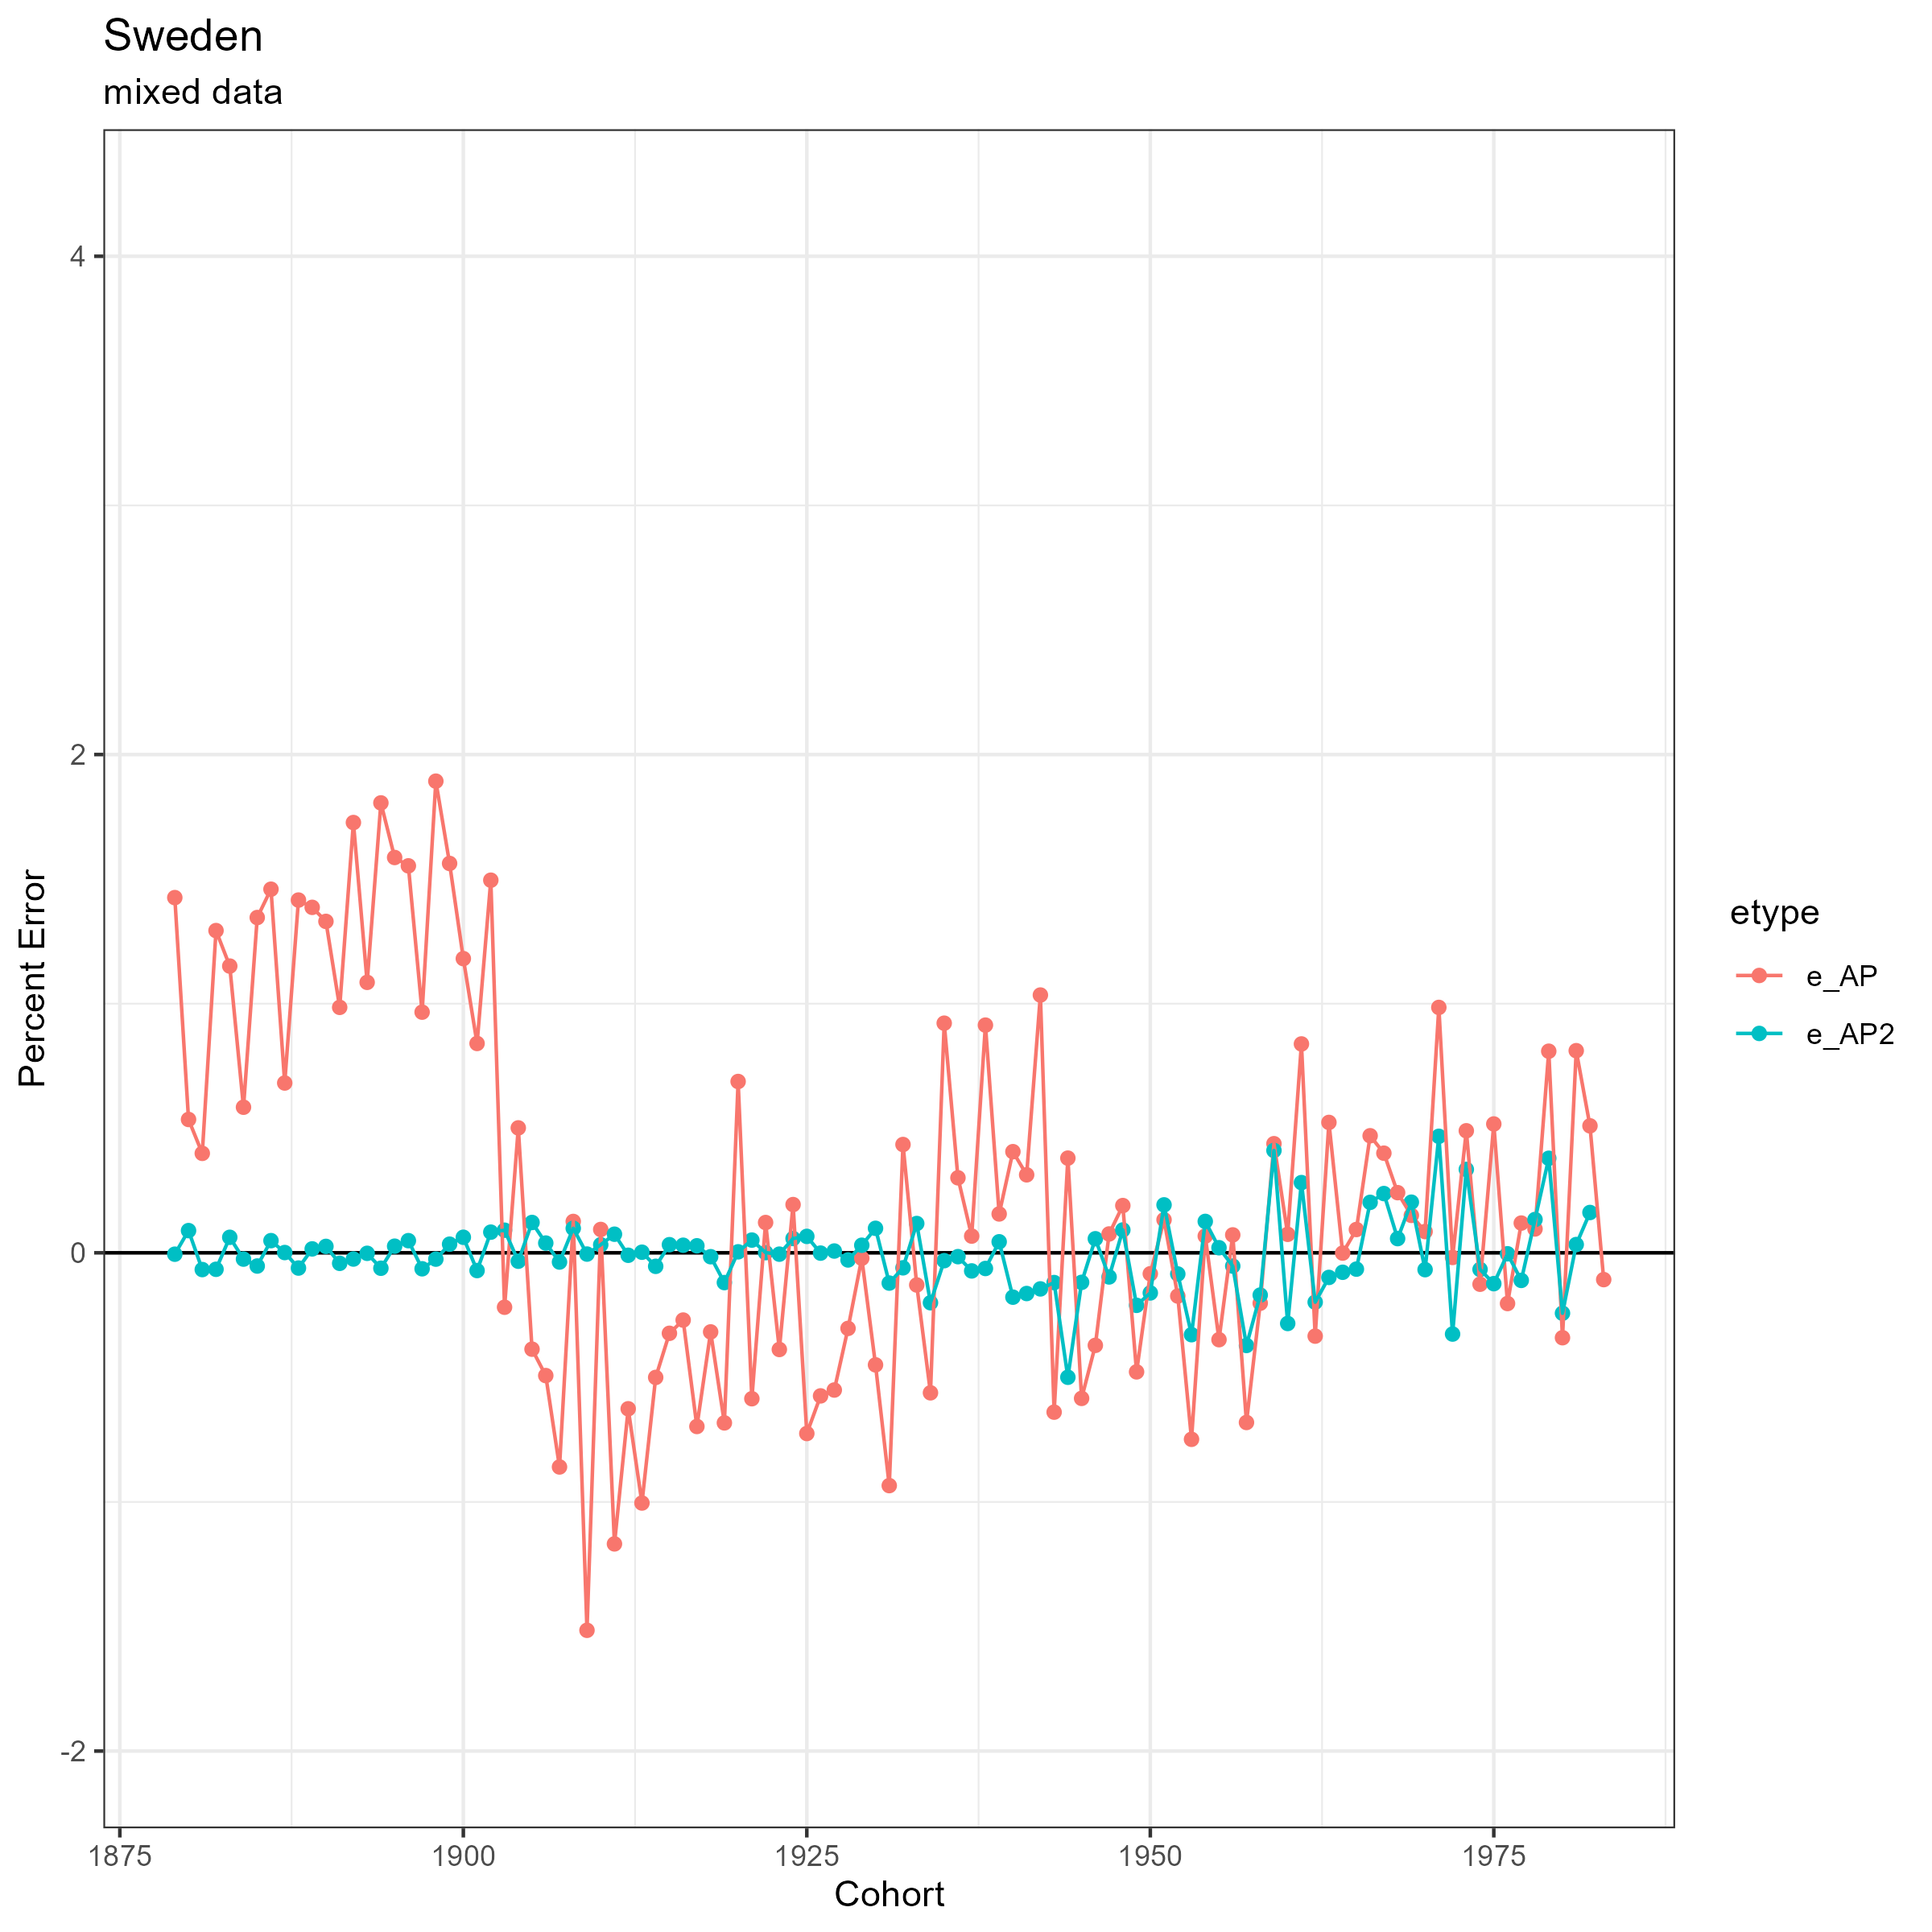 Sweden
mixed data
4
2
0
-2
Percent Error
1875 1900 1925 1950 1975
Cohort
etype
e_AP
e_AP2